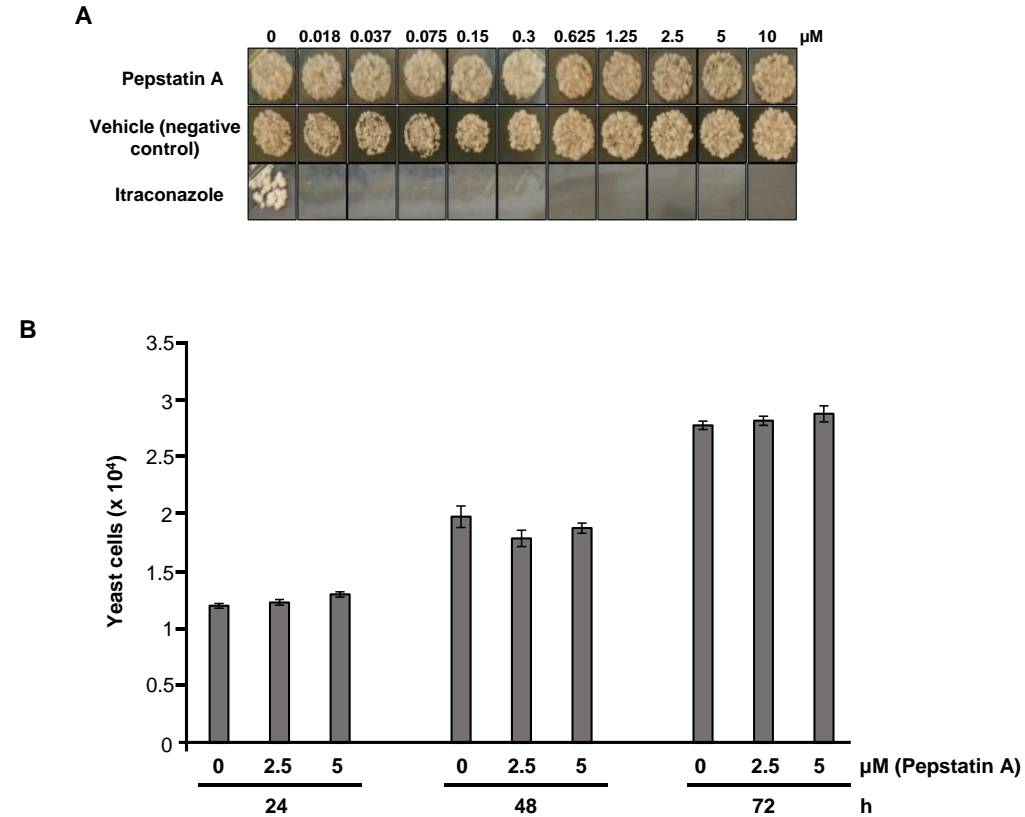 A
0 0.018 0.037 0.075 0.15 0.3 0.625 1.25 2.5 5 10 µM
Pepstatin A
Vehicle (negative
control)
Itraconazole
B
Yeast cells (x 10⁴)
3.5
3
2.5
2
1.5
1
0.5
0
0 2.5 5 0 2.5 5 0 2.5 5 µM (Pepstatin A)
24 48 72 h